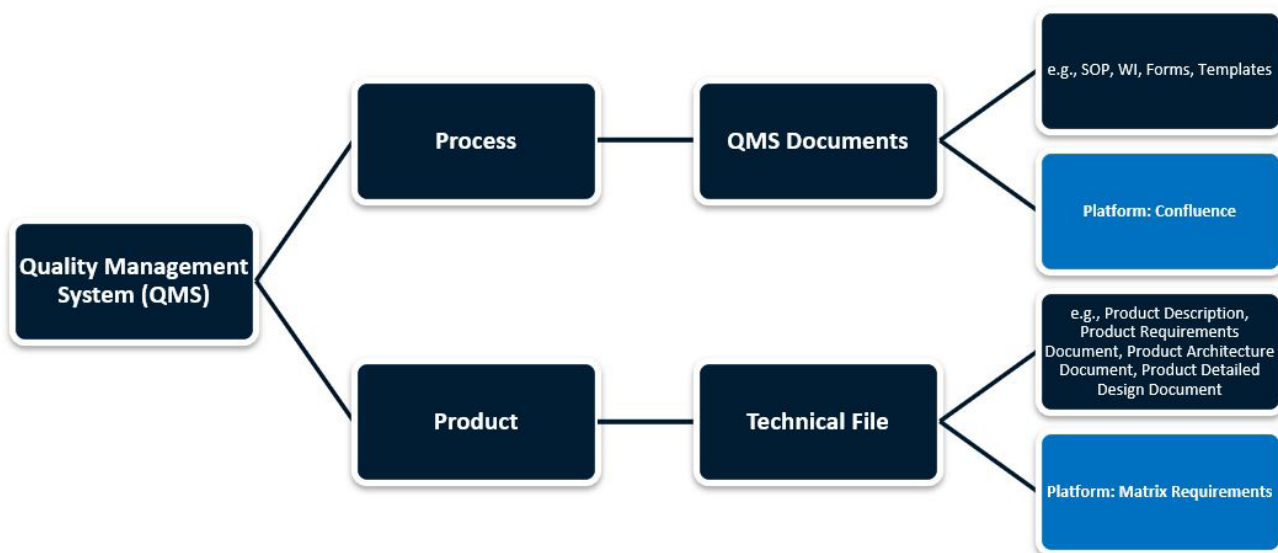 e.g., SOP, WI, Forms, Templates
Process
QMS Documents
Platform: Confluence
Quality Management
System (QMS)
e.g., Product Description,
Product Requirements
Document, Product Architecture
Document, Product Detailed
Design Document
Product
Technical File
Platform: Matrix Requirements